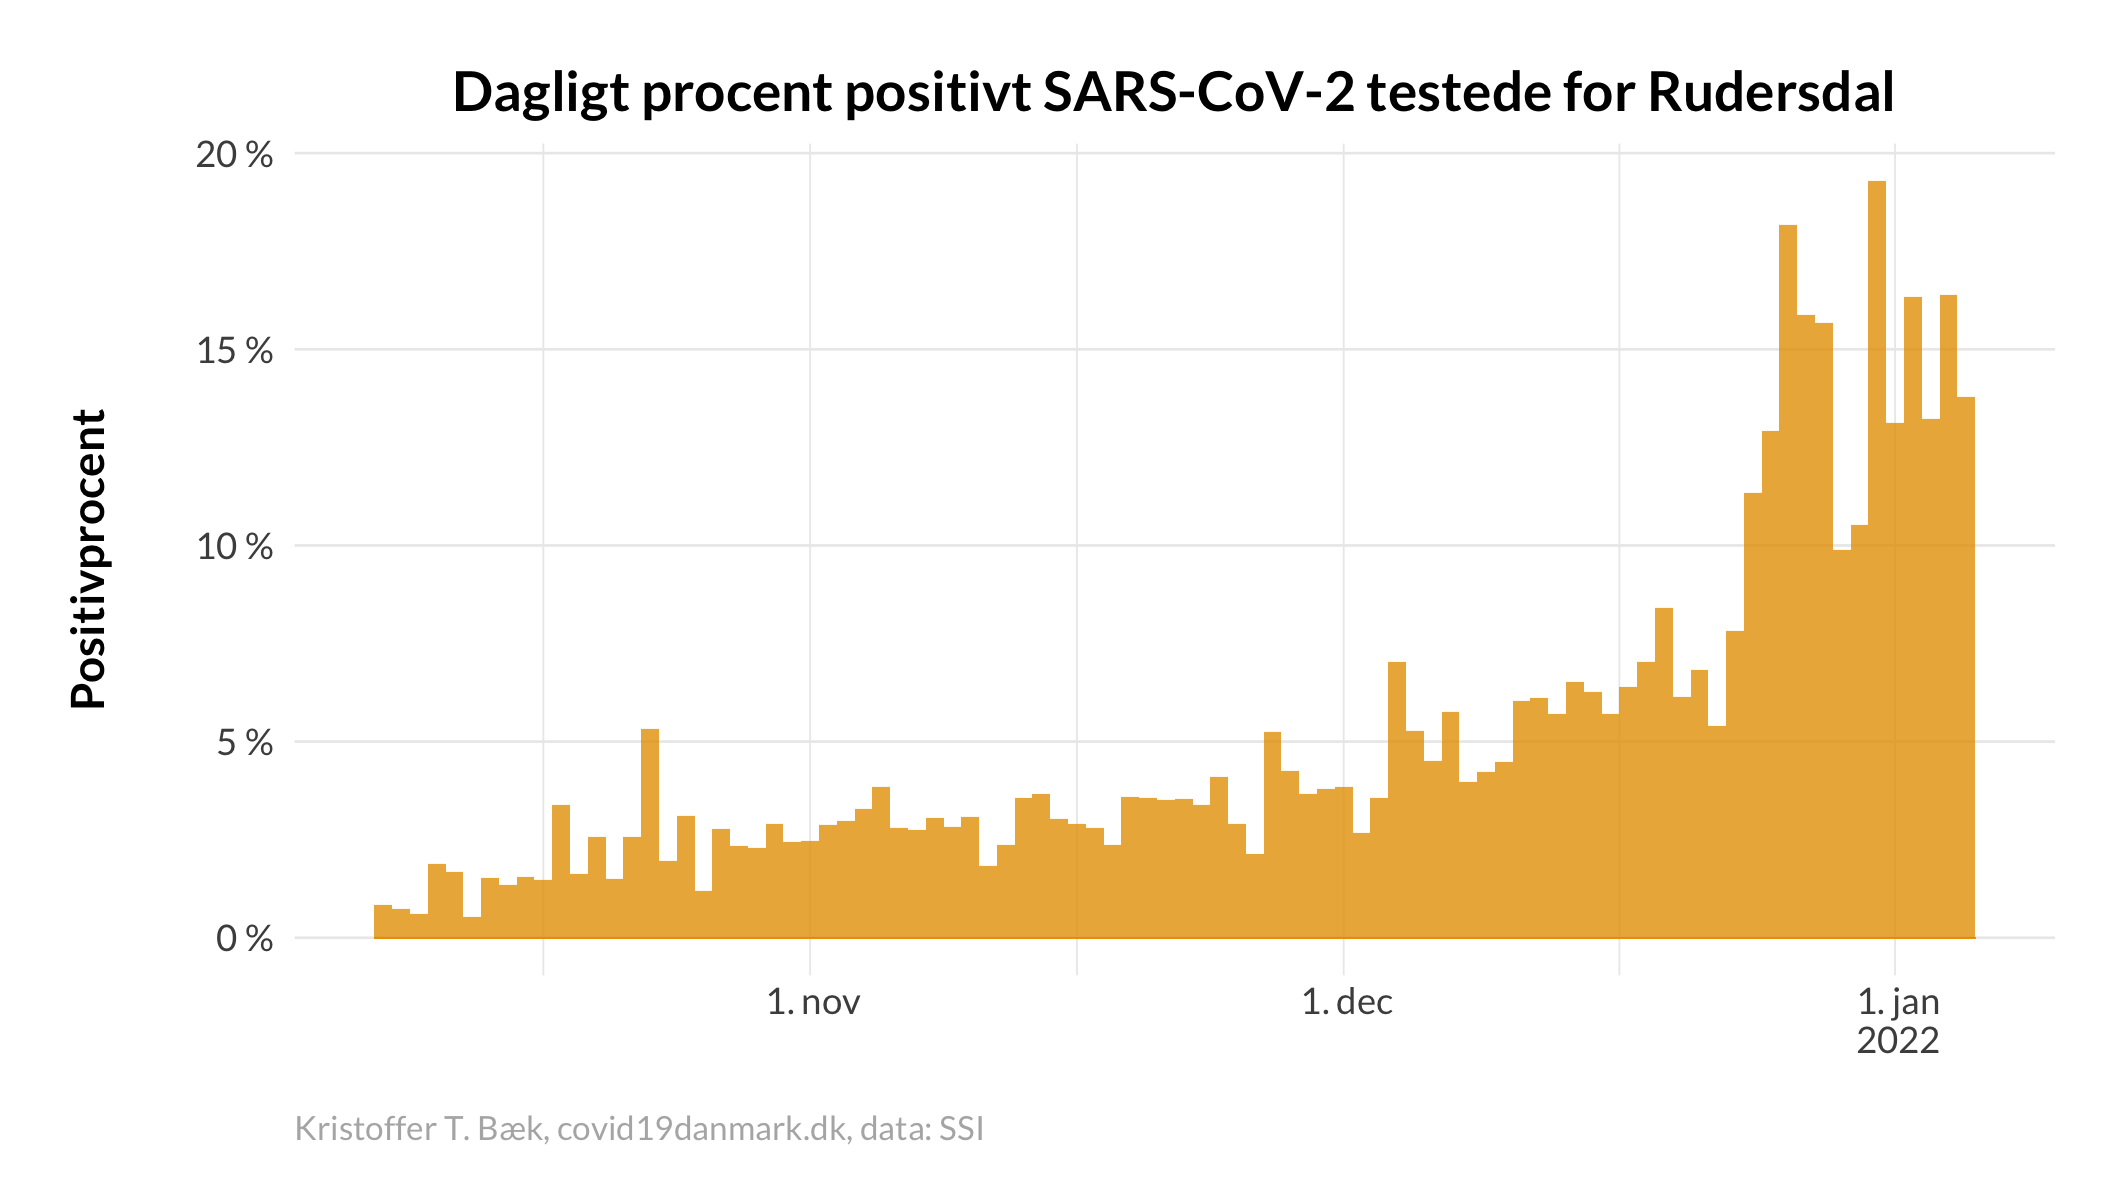 Dagligt procent positivt SARS-CoV-2 testede for Rudersdal
Positivprocent
20 %
15 %
10 %
5 %
0 %
1. nov
1. dec
1. jan
2022
Kristoffer T. Bæk, covid19danmark.dk, data: SSI